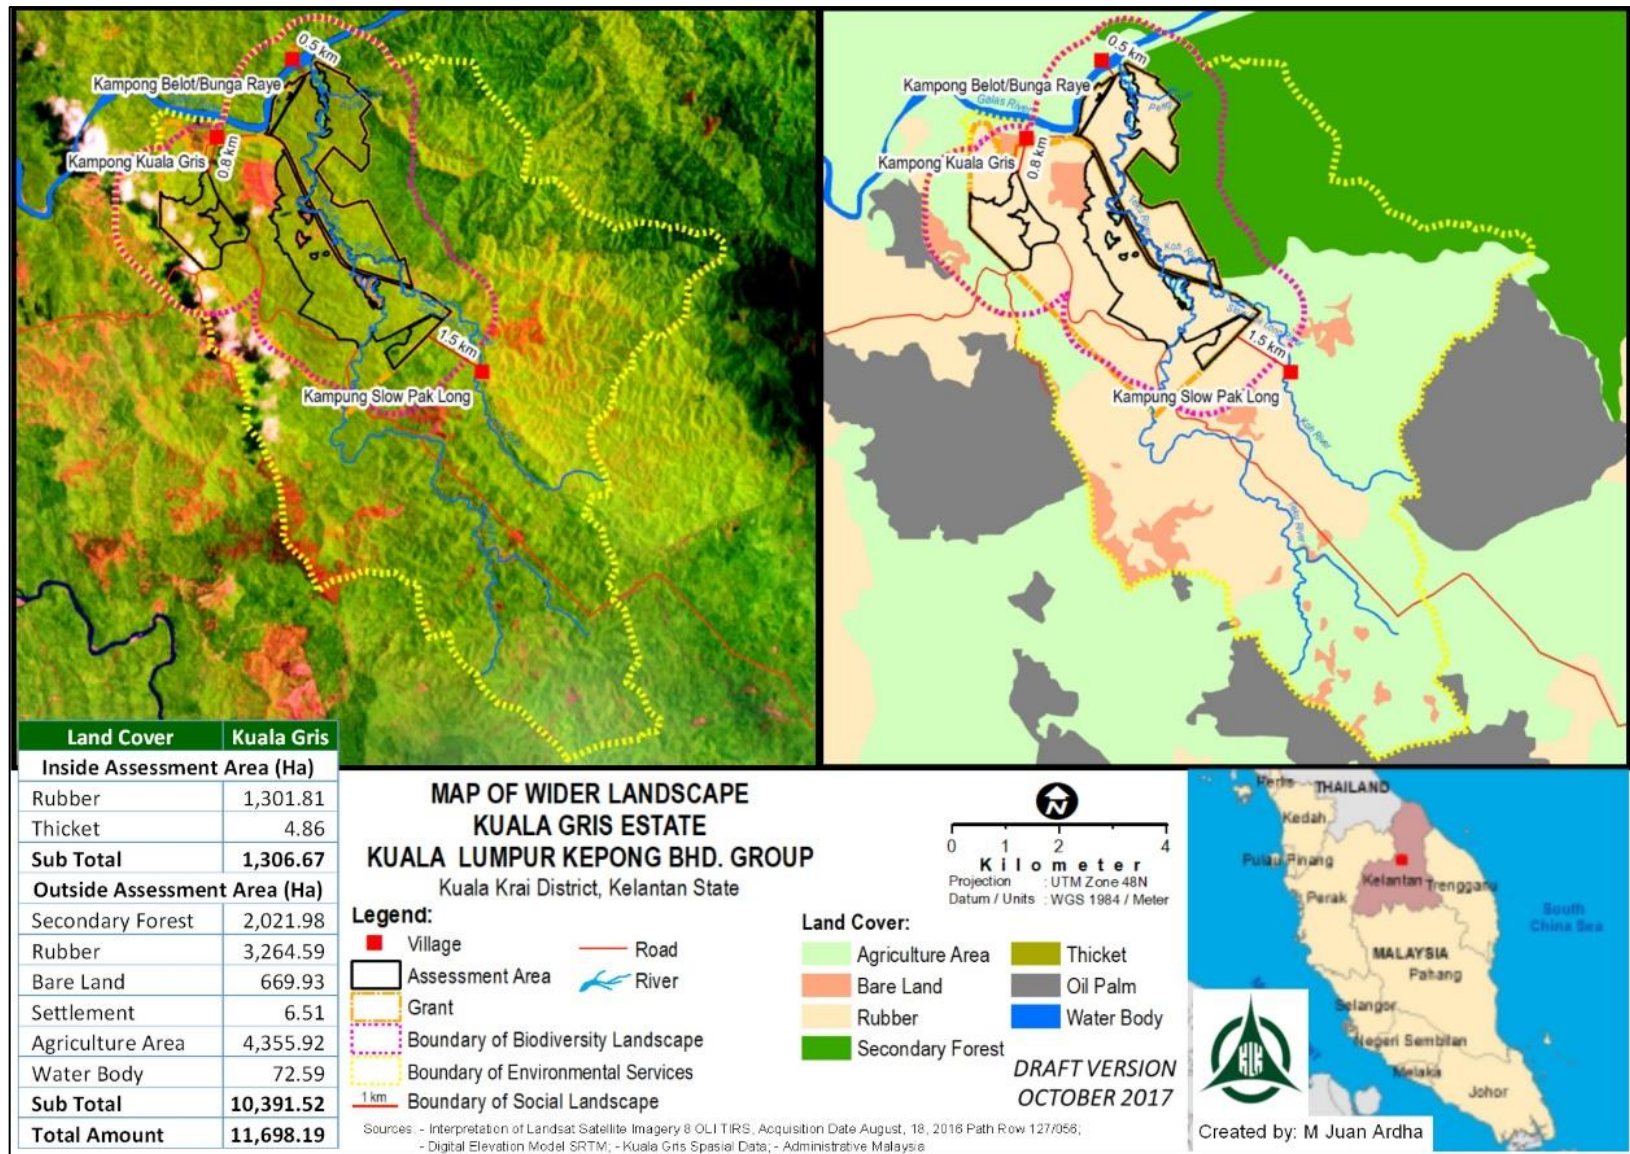 0.5 km
Kampong Belot/Bunga Raye
Kampong Kuala Gris
0.8 km
1.5 km
Kampung Slow Pak Long
0.5 km
Kampong Belot/Bunga Raye
Galas River
Kampong Kuala Gris
0.8 km
Koh River
1.5 km
Kampung Slow Pak Long
Koh River
Land Cover Kuala Gris
Inside Assessment Area (Ha)
Rubber 1,301.81
Thicket 4.86
Sub Total 1,306.67
Outside Assessment Area (Ha)
Secondary Forest 2,021.98
Rubber 3,264.59
Bare Land 669.93
Settlement 6.51
Agriculture Area 4,355.92
Water Body 72.59
Sub Total 10,391.52
Total Amount 11,698.19
MAP OF WIDER LANDSCAPE
KUALA GRIS ESTATE
KUALA LUMPUR KEPONG BHD. GROUP
Kuala Krai District, Kelantan State
Legend:
Village
Assessment Area
Grant
Boundary of Biodiversity Landscape
Boundary of Environmental Services
1 km Boundary of Social Landscape
Road
River
N
0 1 2 4
Kilometer
Projection : UTM Zone 48N
Datum / Units : WGS 1984 / Meter
Land Cover:
Agriculture Area
Bare Land
Rubber
Secondary Forest
Thicket
Oil Palm
Water Body
DRAFT VERSION
OCTOBER 2017
Sources: - Interpretation of Landsat Satellite Imagery 8 OLI TIRS, Acquisition Date August, 18, 2016 Path Row 127/056;
- Digital Elevation Model SRTM; - Kuala Gris Spasial Data; - Administrative Malaysia
Perlis
THAILAND
Kedah
Pulau Pinang
Kelantan
Trengganu
Perak
South
China Sea
MALAYSIA
Pahang
Selangor
Negeri Sembilan
Melaka
Johor
KLK
Created by: M Juan Ardha